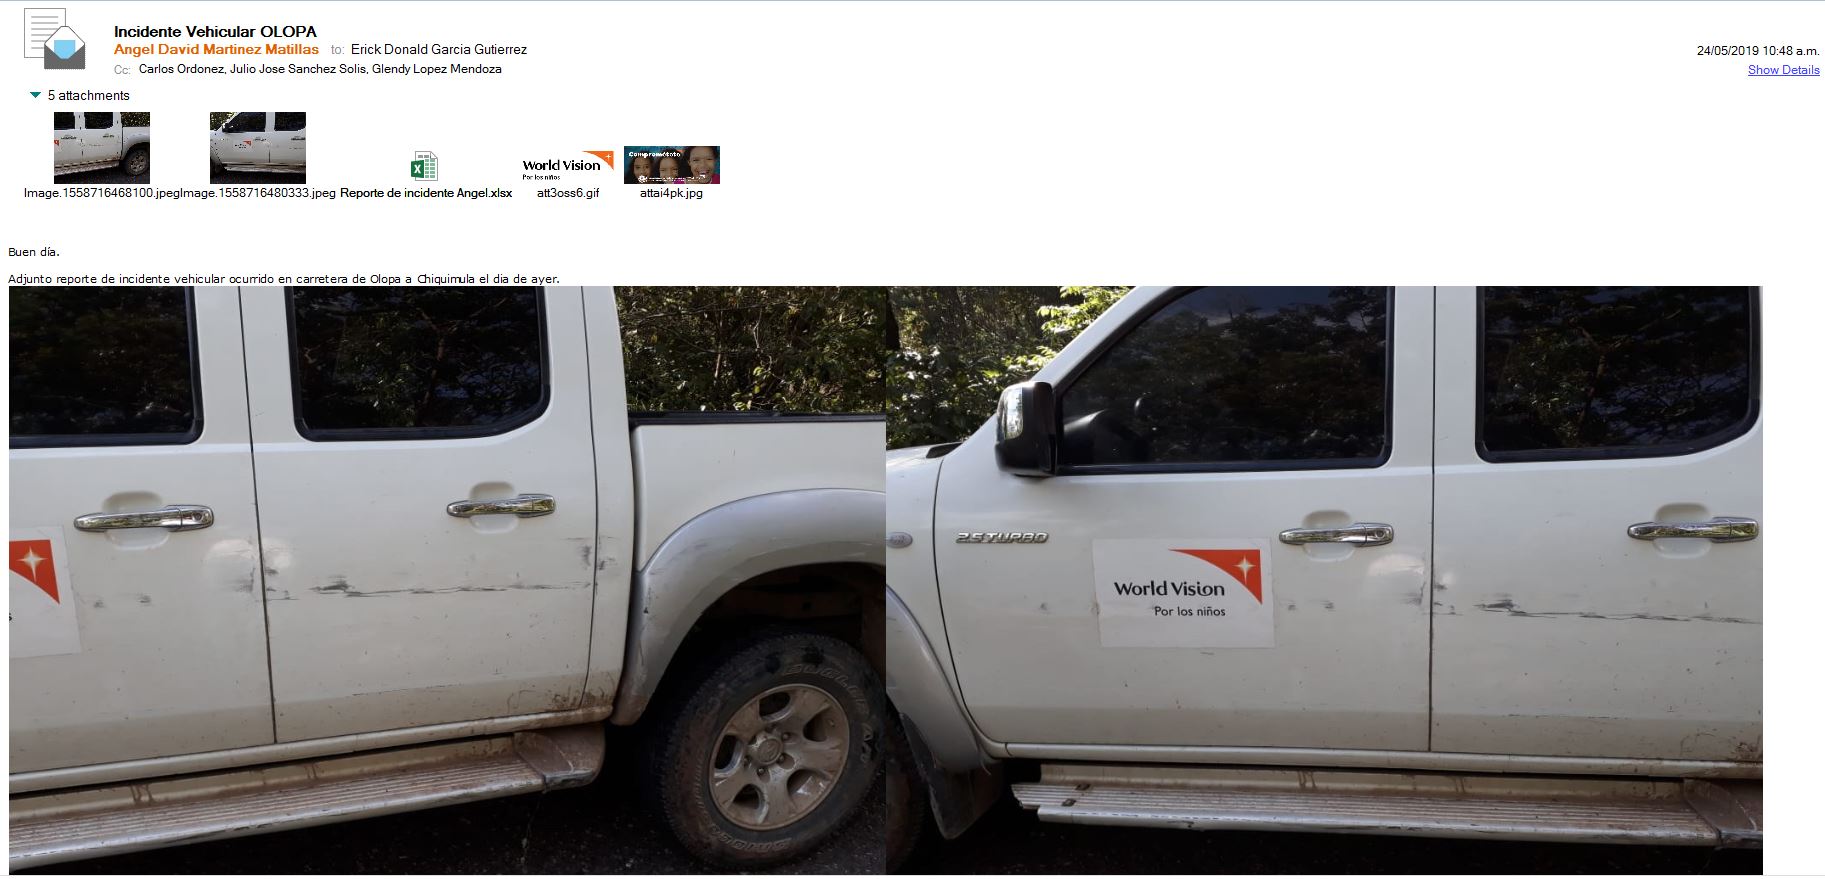 Incidente Vehicular OLOPA
Angel David Martinez Matillas to: Erick Donald Garcia Gutierrez
24/05/2019 10:48 a.m.
Cc: Carlos Ordonez, Julio Jose Sanchez Solis, Glendy Lopez Mendoza
Show Details
5 attachments
World Vision
Por los niños
Comprométete
Image.1558716468100.jpeg
Image.1558716480333.jpeg
Reporte de incidente Angel.xlsx
att3oss6.gif
attai4pk.jpg
Buen día.
Adjunto reporte de incidente vehicular ocurrido en carretera de Olopa a Chiquimula el dia de ayer.
s
2.5 TURBO
World Vision
Por los niños